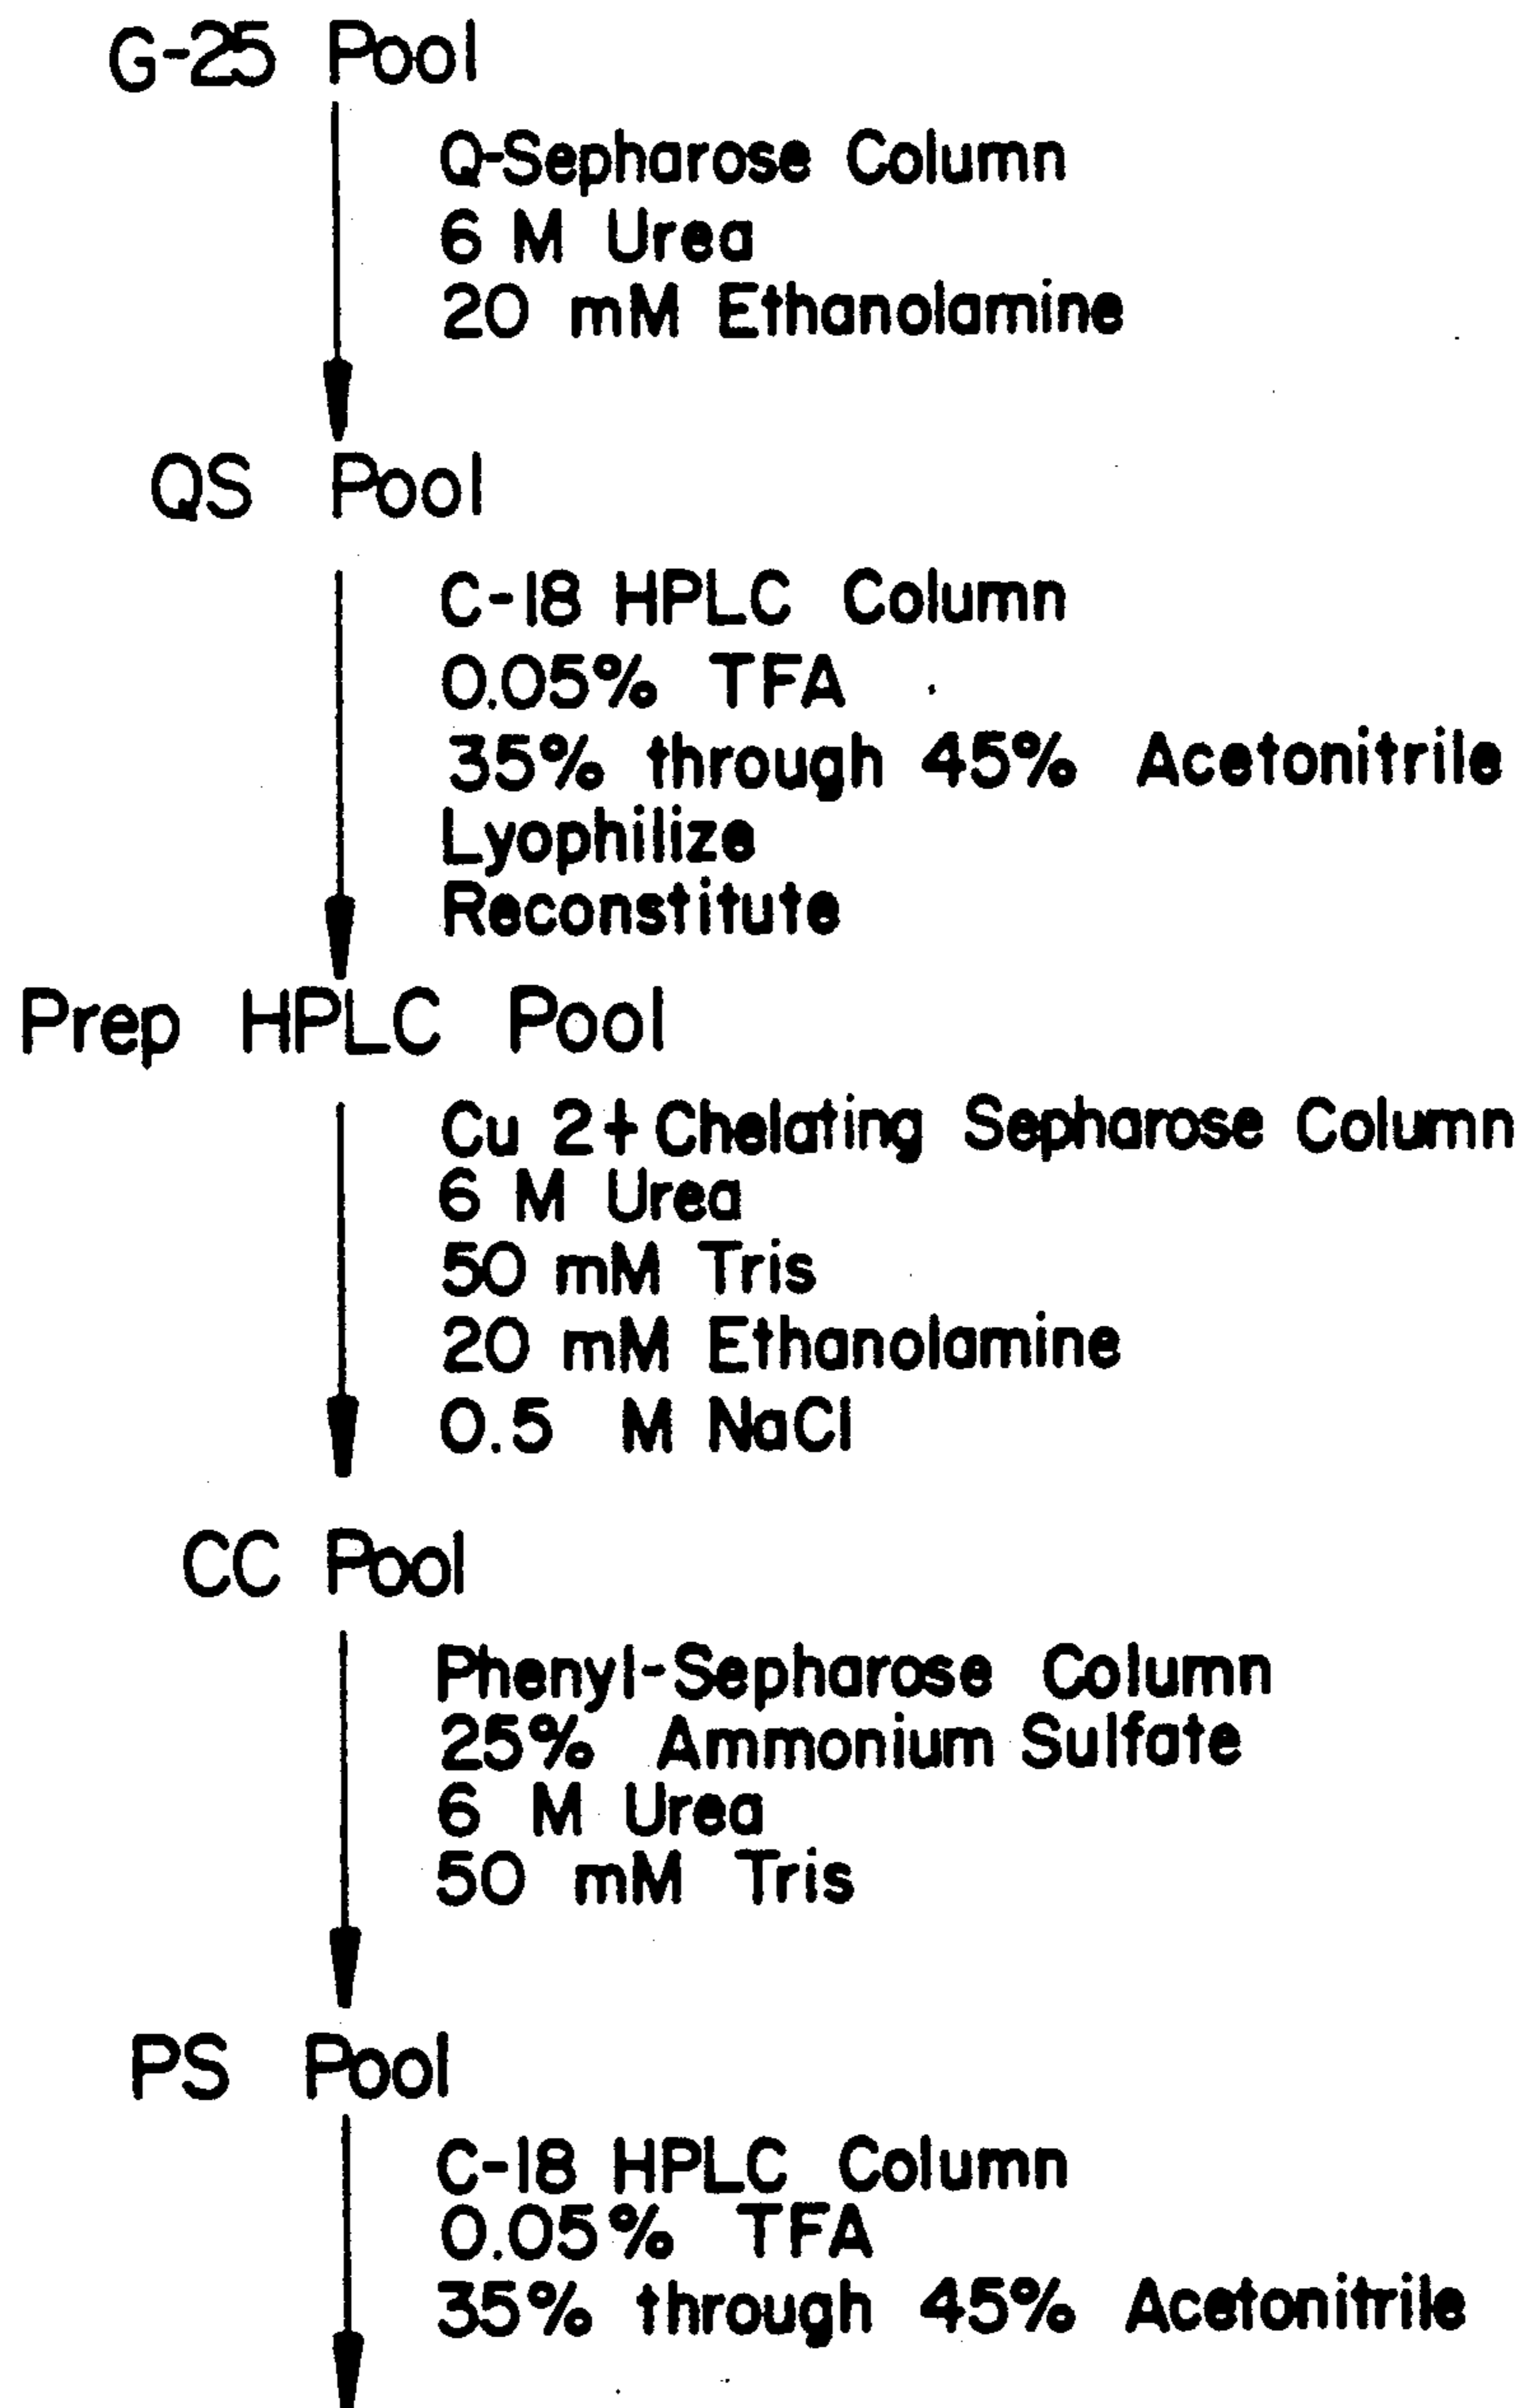 G-25 Pool
Q-Sepharose Column
6 M Urea
20 mM Ethanolamine
QS Pool
C-18 HPLC Column
0.05% TFA
35% through 45% Acetonitrile
Lyophilize
Reconstitute
Prep HPLC Pool
Cu 2+ Chelating Sepharose Column
6 M Urea
50 mM Tris
20 mM Ethanolamine
0.5 M NaCl
CC Pool
Phenyl-Sepharose Column
25% Ammonium Sulfate
6 M Urea
50 mM Tris
PS Pool
C-18 HPLC Column
0.05% TFA
35% through 45% Acetonitrile